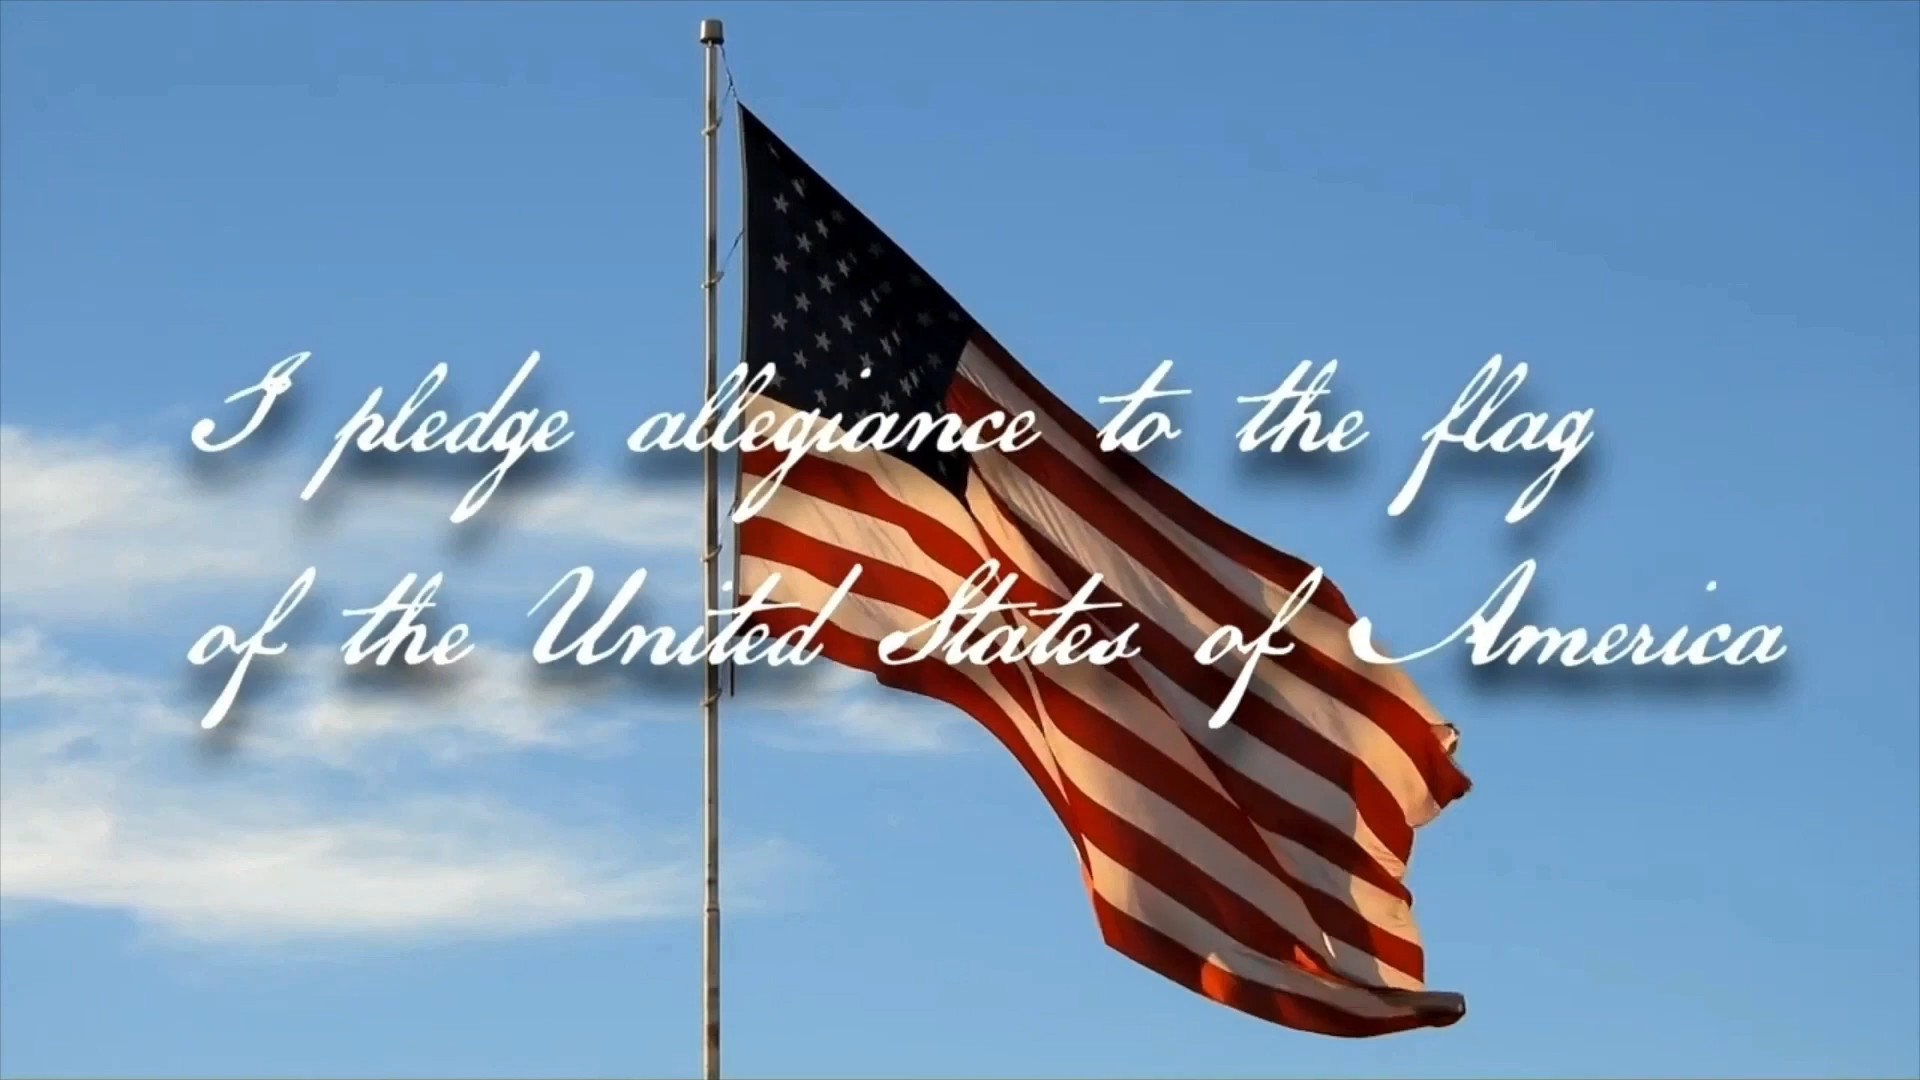 I pledge allegiance to the flag
of the United States of America